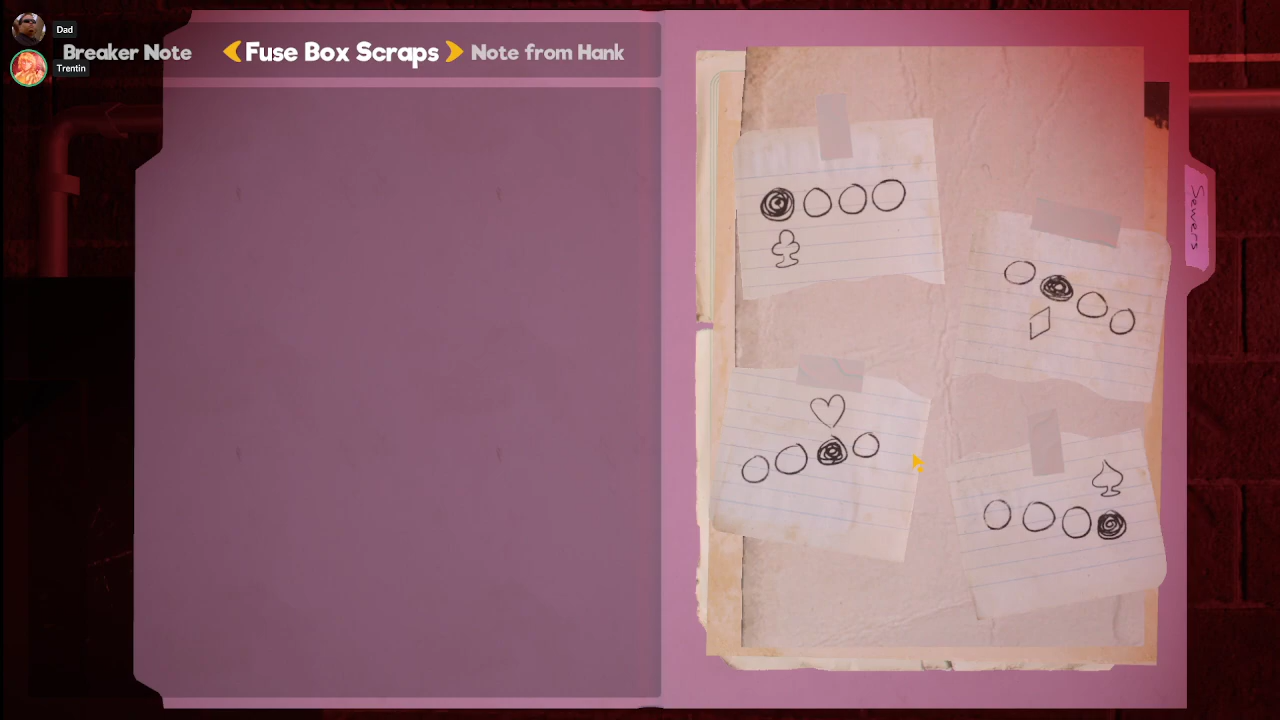 Dad
Breaker Note
Fuse Box Scraps
Note from Hank
Trentin
Sewers